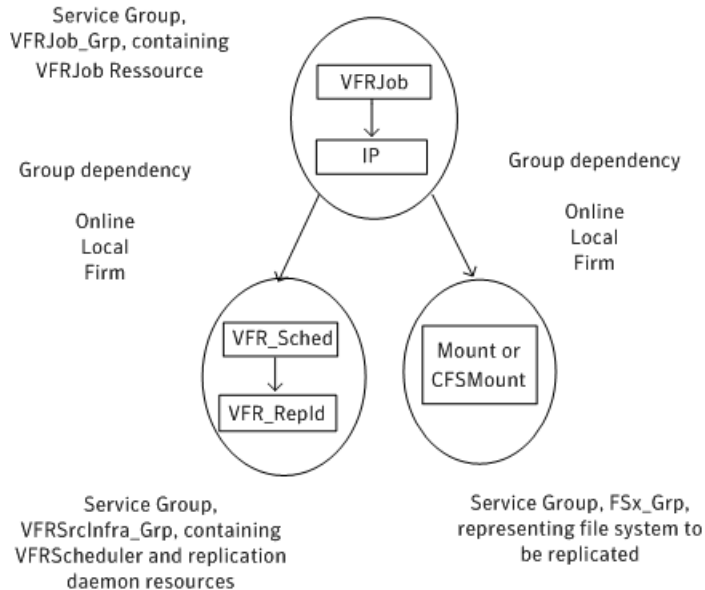 Service Group,
VFRJob_Grp, containing
VFRJob Ressource
VFRJob
IP
Group dependency
Online
Local
Firm
Group dependency
Online
Local
Firm
VFR_Sched
VFR_RepId
Mount or
CFSMount
Service Group,
VFRSrcInfra_Grp, containing
VFRScheduler and replication
daemon resources
Service Group, FSx_Grp,
representing file system to
be replicated